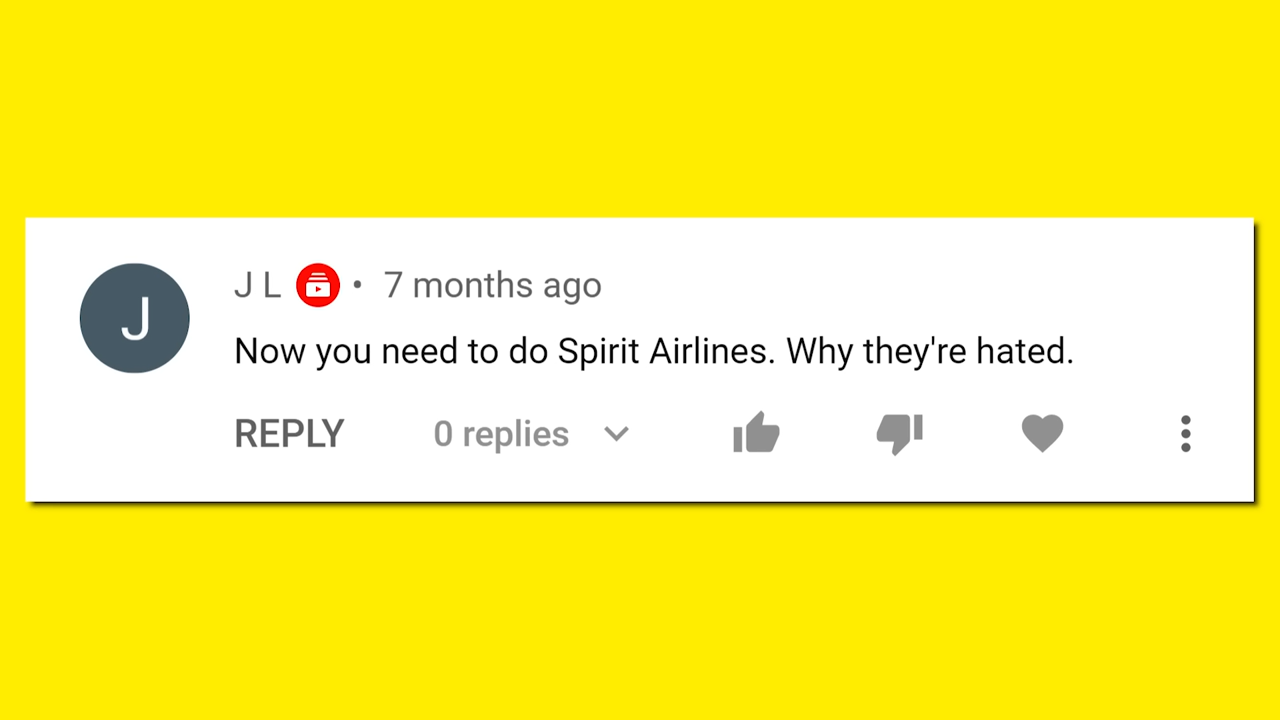 J
J L • 7 months ago
Now you need to do Spirit Airlines. Why they're hated.
REPLY 0 replies